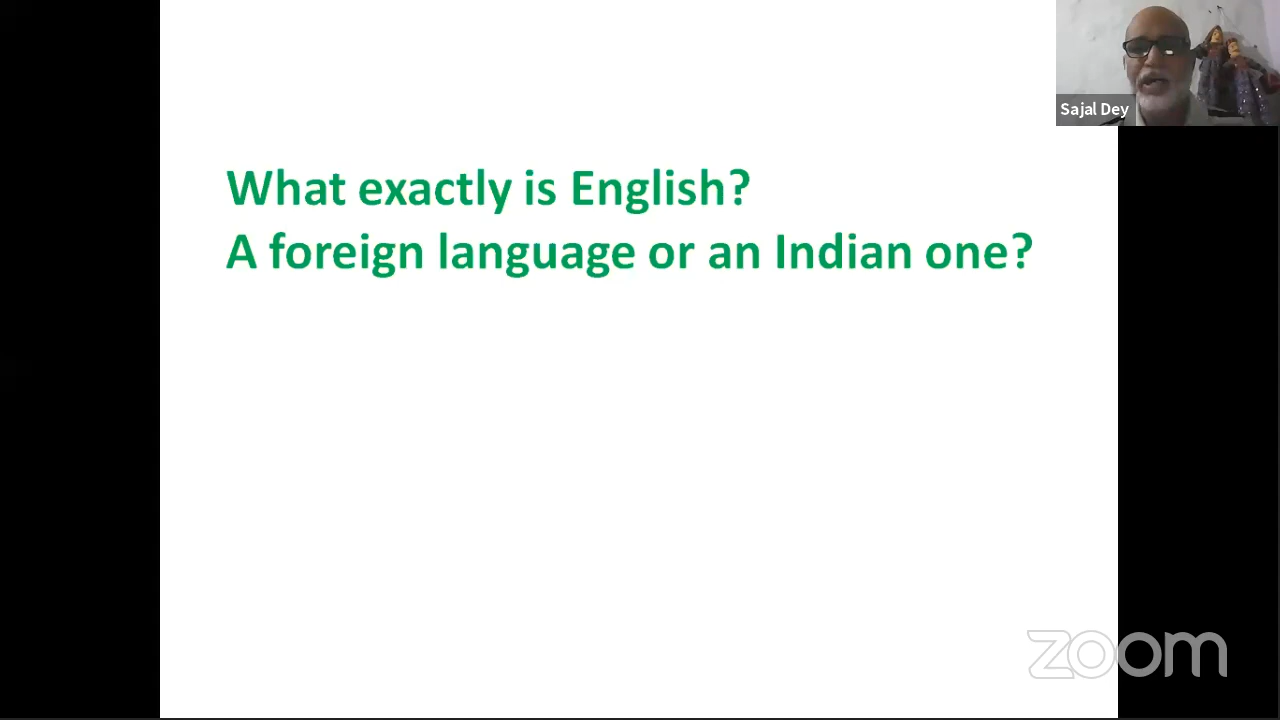 Sajal Dey
What exactly is English?
A foreign language or an Indian one?
zoom